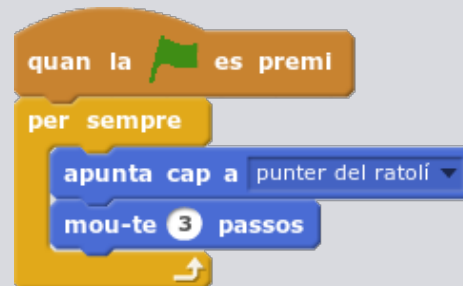 quan la es premi
per sempre
apunta cap a punter del ratolí
mou-te 3 passos